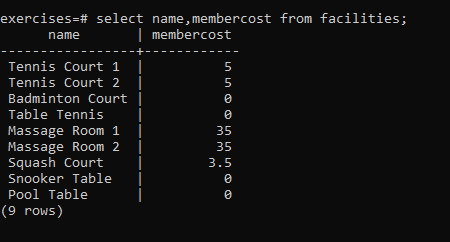 exercises=# select name,membercost from facilities;
      name       | membercost
-----------------+------------
 Tennis Court 1  |          5
 Tennis Court 2  |          5
 Badminton Court |          0
 Table Tennis    |          0
 Massage Room 1  |         35
 Massage Room 2  |         35
 Squash Court    |        3.5
 Snooker Table   |          0
 Pool Table      |          0
(9 rows)